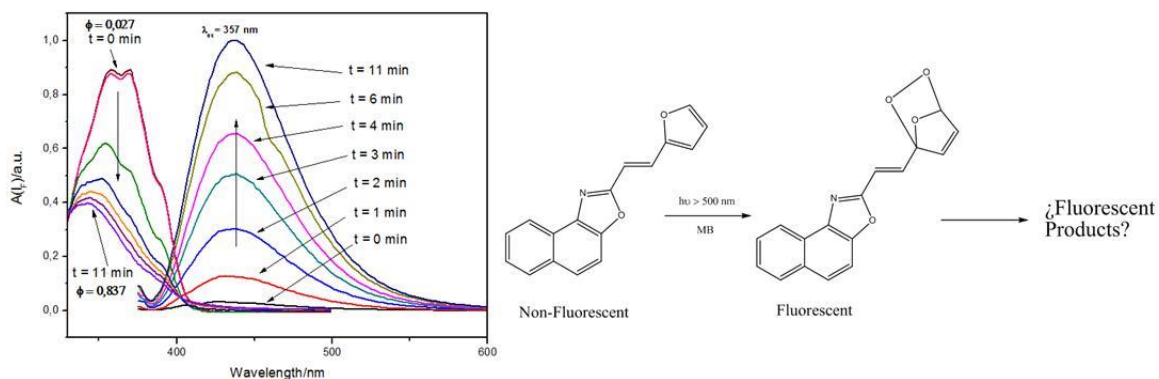 ϕ = 0,027
t = 0 min
λex = 357 nm
1,0
0,8
0,6
0,4
0,2
0,0
A(IF)/a.u.
t = 11 min
t = 6 min
t = 4 min
t = 3 min
t = 2 min
t = 1 min
t = 0 min
t = 11 min
ϕ = 0,837
400
500
600
Wavelength/nm
O
N
O
Non-Fluorescent
hυ > 500 nm
MB
O
O
O
N
O
Fluorescent
¿Fluorescent
Products?